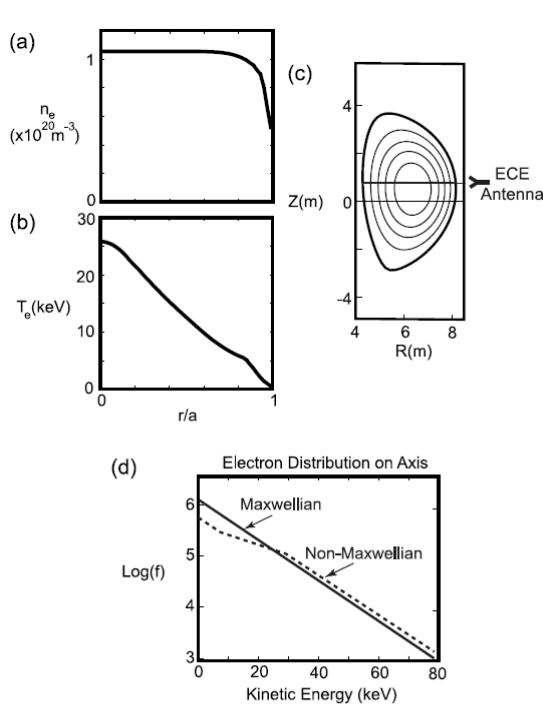 (a)
1
n_e
(x10^20 m^-3)
0
(b)
30
20
T_e(keV)
10
0
0
1
r/a
(c)
4
Z(m)
0
-4
4
6
8
R(m)
ECE
Antenna
(d)
Electron Distribution on Axis
6
5
Log(f)
4
3
Maxwellian
Non-Maxwellian
0
20
40
60
80
Kinetic Energy (keV)